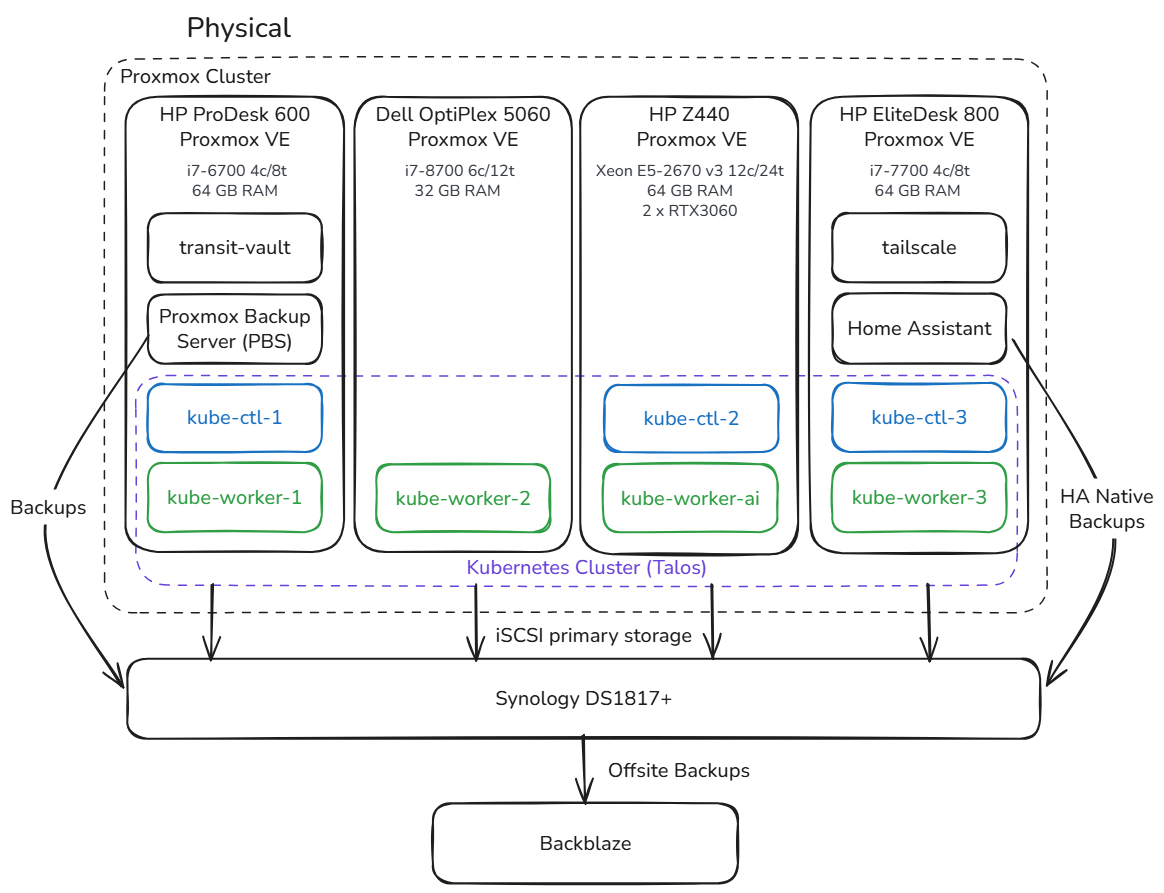 Physical
Proxmox Cluster
HP ProDesk 600
Proxmox VE
i7-6700 4c/8t
64 GB RAM
transit-vault
Proxmox Backup
Server (PBS)
kube-ctl-1
kube-worker-1
Dell OptiPlex 5060
Proxmox VE
i7-8700 6c/12t
32 GB RAM
kube-worker-2
HP Z440
Proxmox VE
Xeon E5-2670 v3 12c/24t
64 GB RAM
2 x RTX3060
kube-ctl-2
kube-worker-ai
HP EliteDesk 800
Proxmox VE
i7-7700 4c/8t
64 GB RAM
tailscale
Home Assistant
kube-ctl-3
kube-worker-3
Kubernetes Cluster (Talos)
Backups
HA Native
Backups
iSCSI primary storage
Synology DS1817+
Offsite Backups
Backblaze